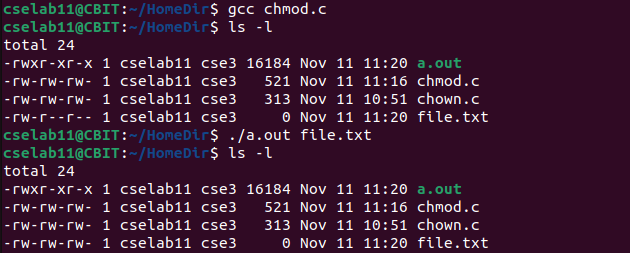 cselab11@CBIT:~/HomeDir$ gcc chmod.c
cselab11@CBIT:~/HomeDir$ ls -l
total 24
-rwxr-xr-x 1 cselab11 cse3 16184 Nov 11 11:20 a.out
-rw-rw-rw- 1 cselab11 cse3   521 Nov 11 11:16 chmod.c
-rw-rw-rw- 1 cselab11 cse3   313 Nov 11 10:51 chown.c
-rw-r--r-- 1 cselab11 cse3     0 Nov 11 11:20 file.txt
cselab11@CBIT:~/HomeDir$ ./a.out file.txt
cselab11@CBIT:~/HomeDir$ ls -l
total 24
-rwxr-xr-x 1 cselab11 cse3 16184 Nov 11 11:20 a.out
-rw-rw-rw- 1 cselab11 cse3   521 Nov 11 11:16 chmod.c
-rw-rw-rw- 1 cselab11 cse3   313 Nov 11 10:51 chown.c
-rw-rw-rw- 1 cselab11 cse3     0 Nov 11 11:20 file.txt